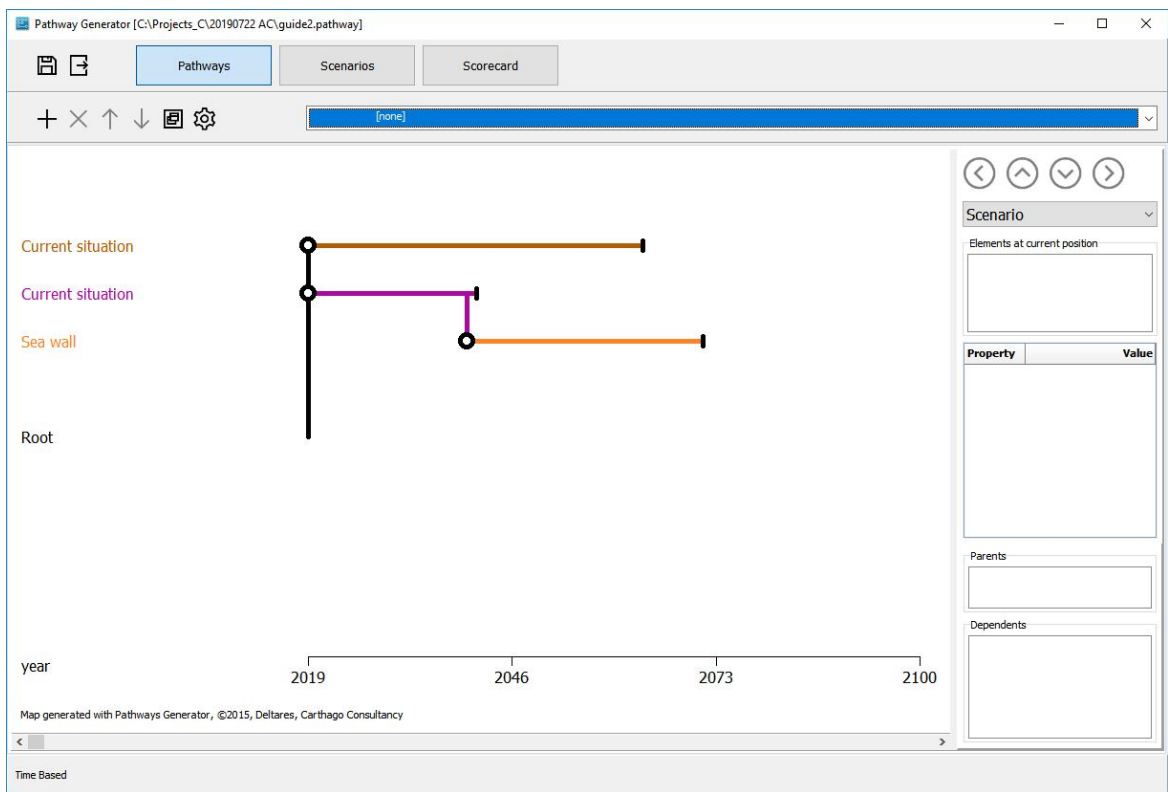 Pathway Generator [C:\Projects_C\20190722 AC\guide2.pathway]
Pathways
Scenarios
Scorecard
[none]
Scenario
Elements at current position
Property Value
Parents
Dependents
Current situation
Current situation
Sea wall
Root
year
2019 2046 2073 2100
Map generated with Pathways Generator, ©2015, Deltares, Carthago Consultancy
Time Based